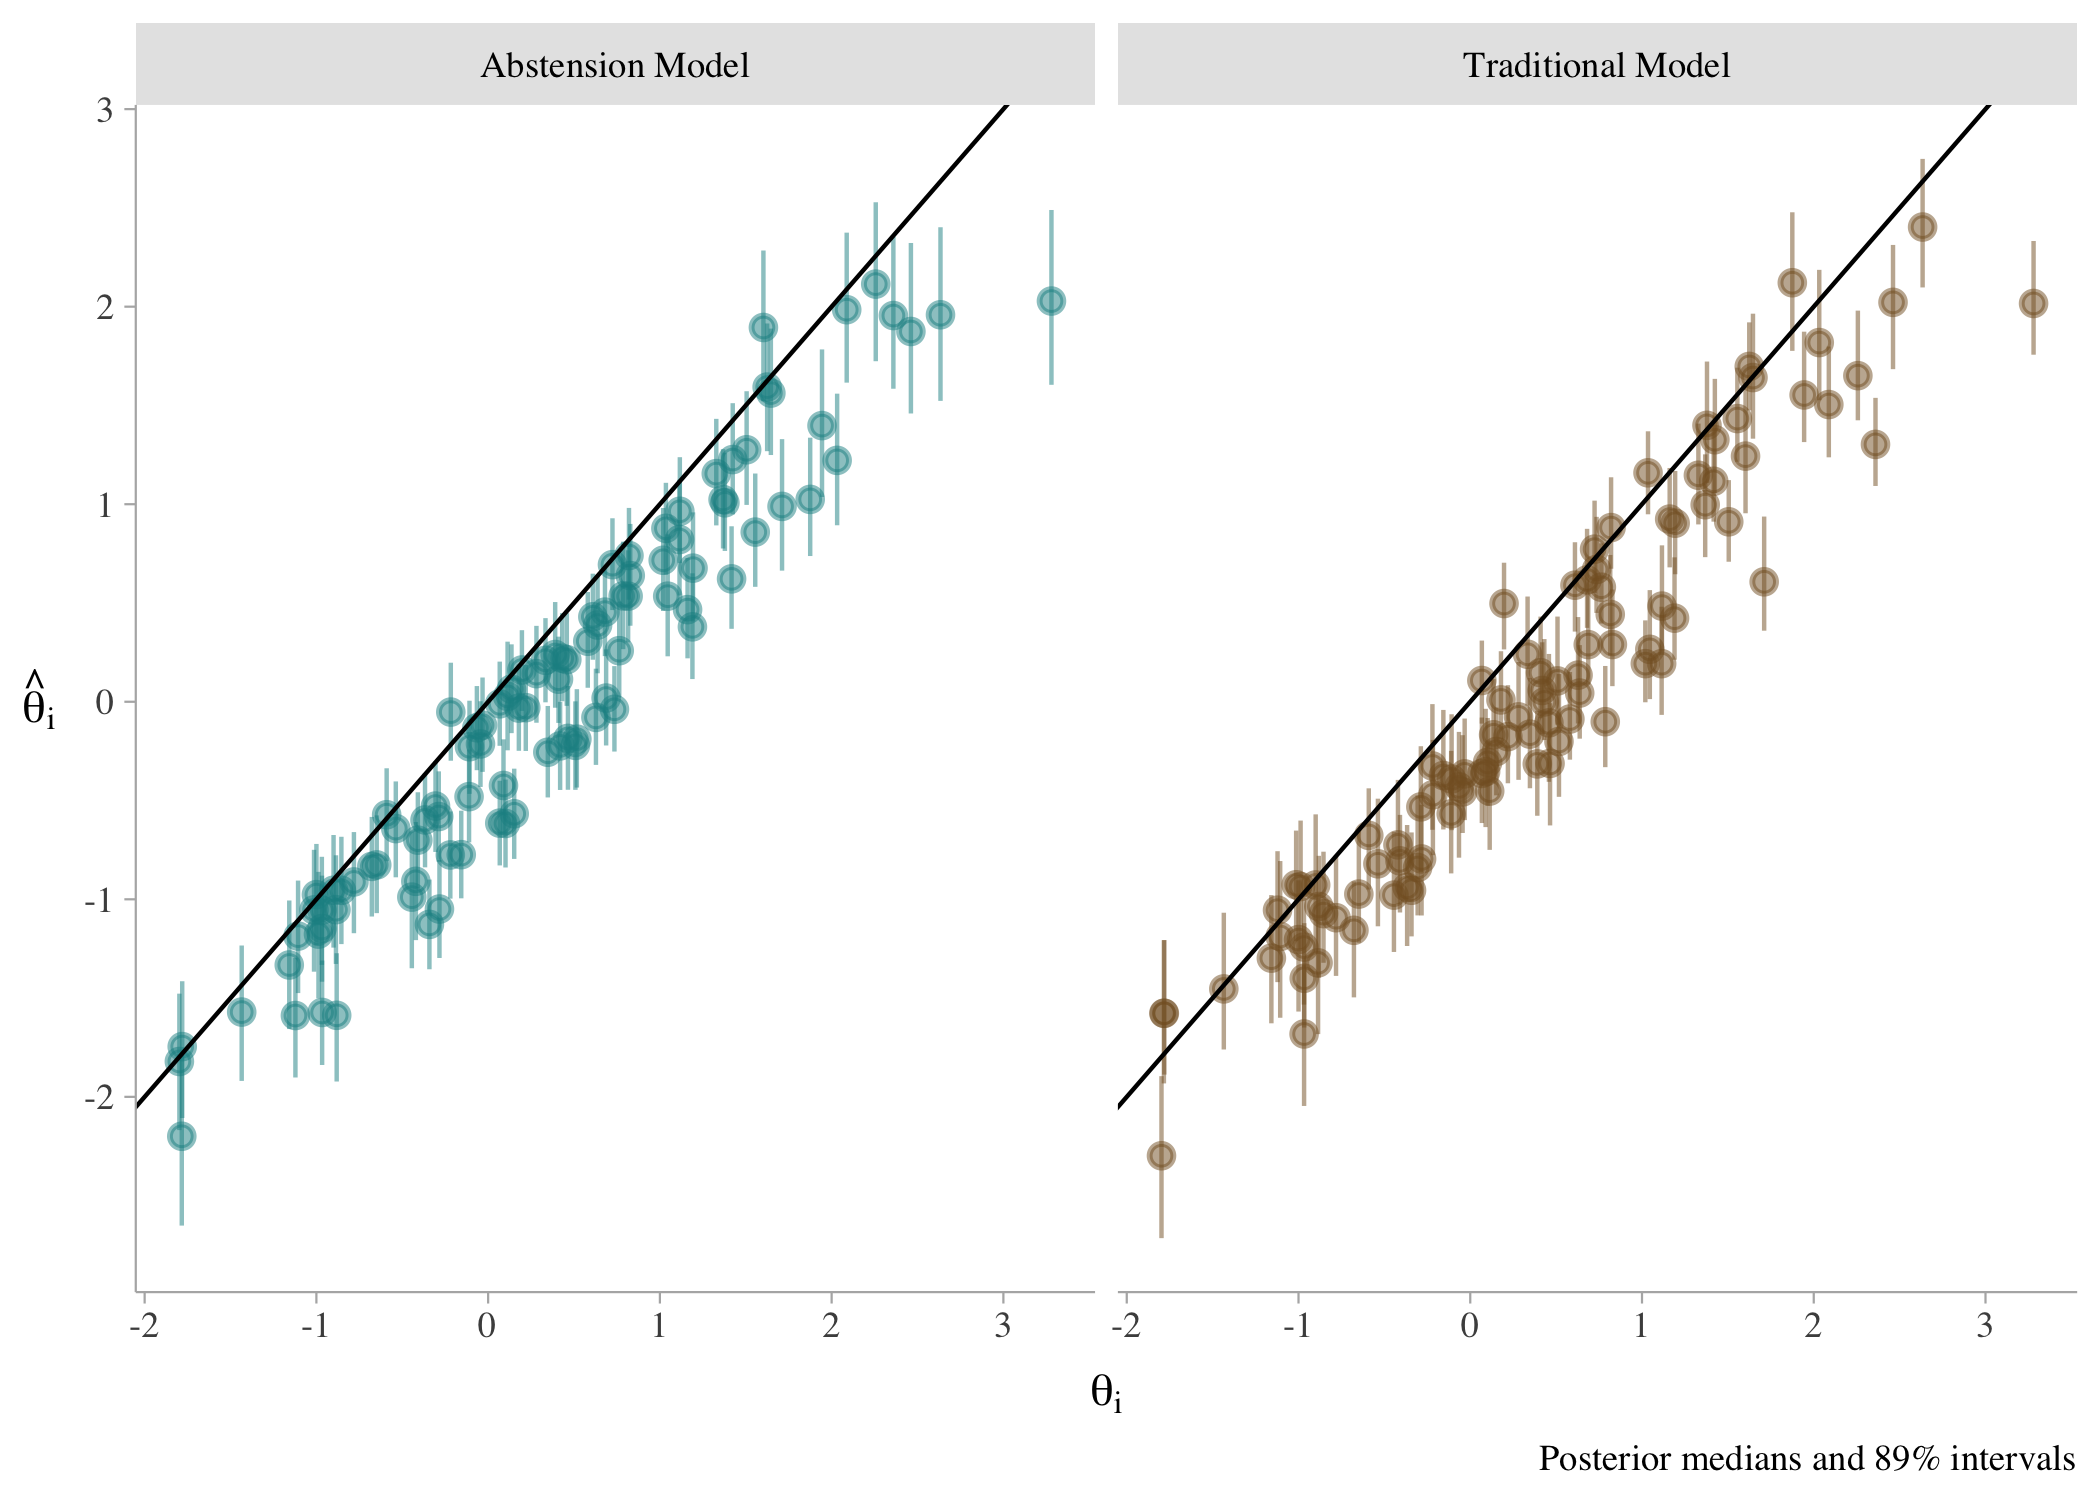 Abstension Model
Traditional Model
3
2
1
0
-1
-2
θ̂i
-2 -1 0 1 2 3
-2 -1 0 1 2 3
θi
Posterior medians and 89% intervals